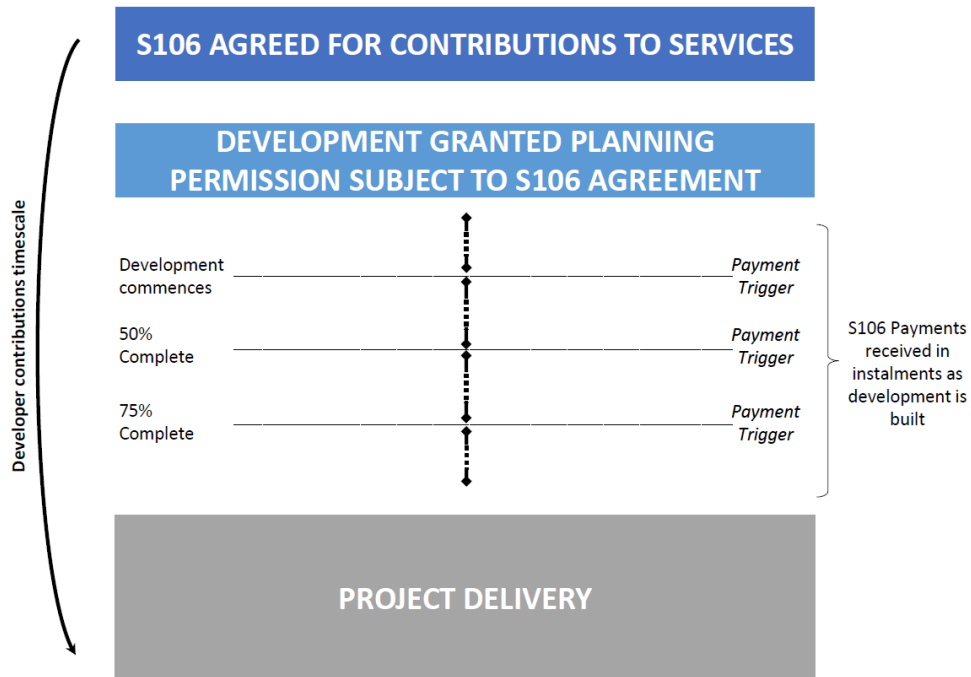 S106 AGREED FOR CONTRIBUTIONS TO SERVICES
DEVELOPMENT GRANTED PLANNING
PERMISSION SUBJECT TO S106 AGREEMENT
Developer contributions timescale
Development
commences
Payment
Trigger
50%
Complete
Payment
Trigger
75%
Complete
Payment
Trigger
S106 Payments
received in
instalments as
development is
built
PROJECT DELIVERY